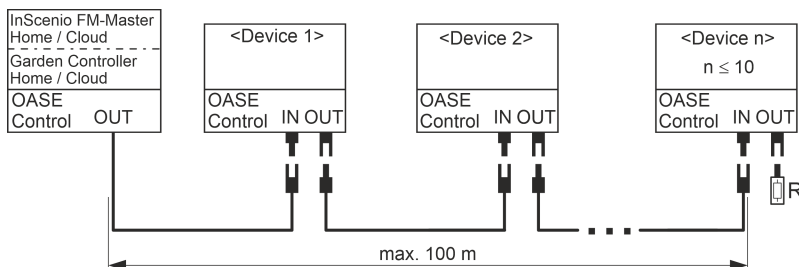 InScenio FM-Master
Home / Cloud
Garden Controller
Home / Cloud
OASE
Control OUT
<Device 1>
OASE
Control IN OUT
<Device 2>
OASE
Control IN OUT
<Device n>
n ≤ 10
OASE
Control IN OUT
R
max. 100 m